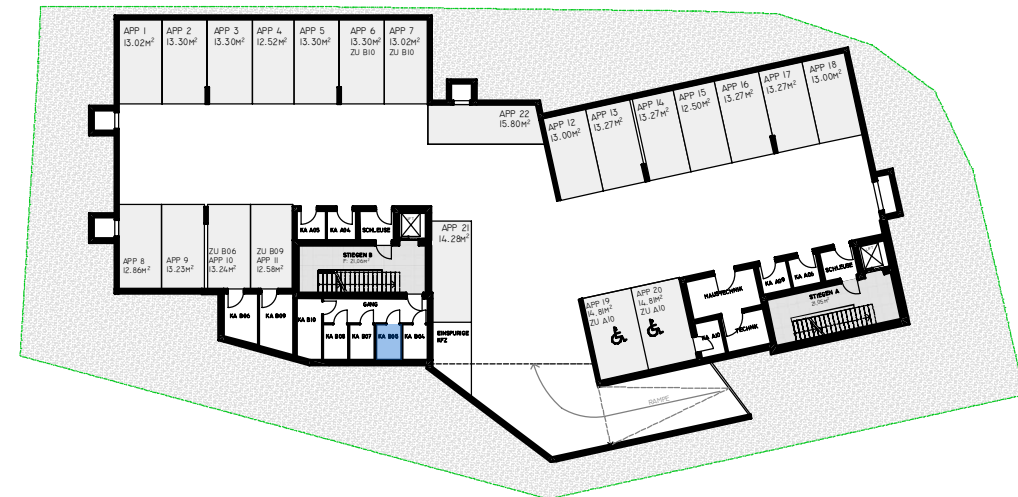 APP 1
13.02M²
APP 2
13.30M²
APP 3
13.30M²
APP 4
12.52M²
APP 5
13.30M²
APP 6
13.30M²
ZU B10
APP 7
13.02M²
ZU B10
APP 22
15.80M²
APP 12
13.00M²
APP 13
13.27M²
APP 14
13.27M²
APP 15
12.50M²
APP 16
13.27M²
APP 17
13.27M²
APP 18
13.00M²
APP 8
12.86M²
APP 9
13.23M²
ZU B06
APP 10
13.24M²
ZU B09
APP 11
12.58M²
KA A05
KA A04
SCHLEUSE
STIEGEN B
APP 21
14.28M²
KA B06
KA B09
KA B10
GANG
KA B08
KA B07
KA B05
KA B04
EINSPURIGE
KFZ
APP 19
14.81M²
ZU A10
APP 20
14.81M²
ZU A10
HAUSTECHNIK
TECHNIK
KA A10
KA A09
KA A06
SCHLEUSE
STIEGEN A
RAMPE